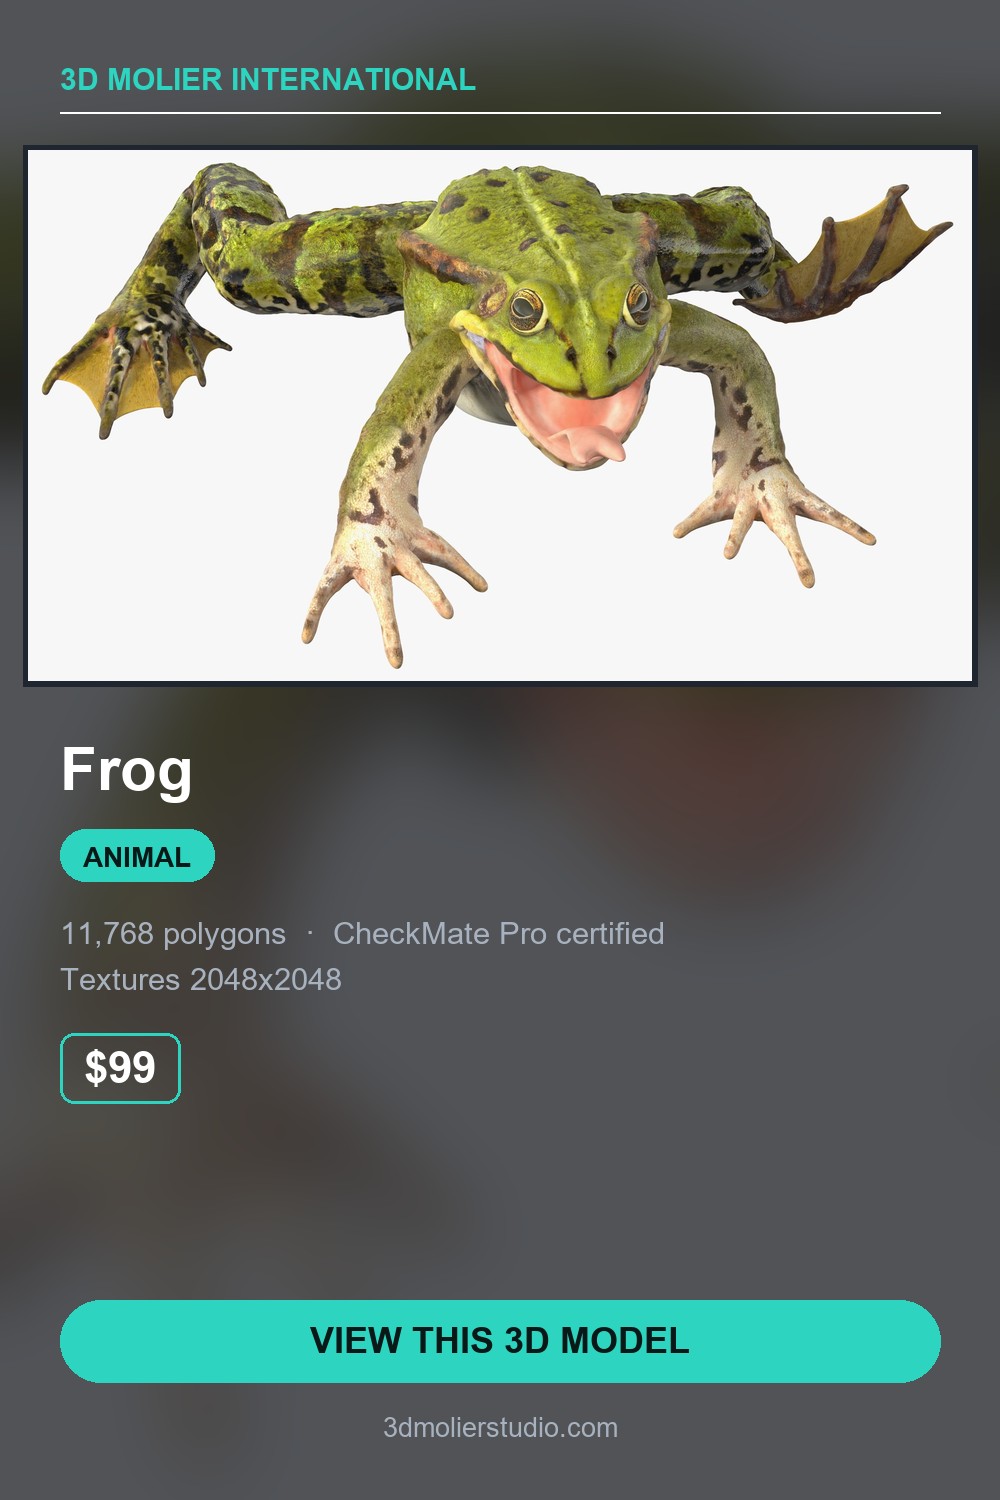 3D MOLIER INTERNATIONAL
Frog
ANIMAL
11,768 polygons · CheckMate Pro certified
Textures 2048x2048
$99
VIEW THIS 3D MODEL
3dmolierstudio.com